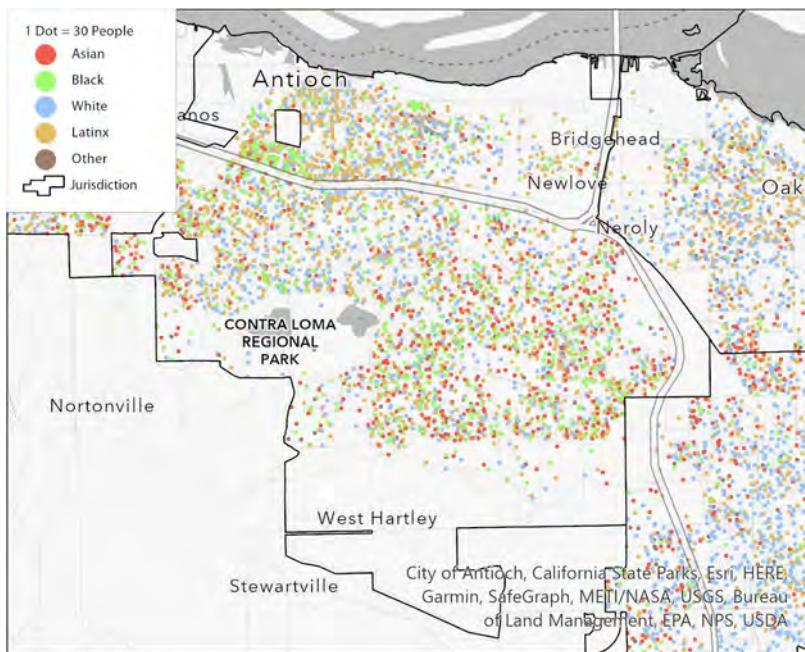 1 Dot = 30 People
Asian
Black
White
Latinx
Other
Jurisdiction
Antioch
anos
Bridgehead
Newlove
Oak
Neroly
CONTRA LOMA
REGIONAL
PARK
Nortonville
West Hartley
Stewartville
City of Antioch, California State Parks, Esri, HERE,
Garmin, SafeGraph, METI/NASA, USGS, Bureau
of Land Management, EPA, NPS, USDA